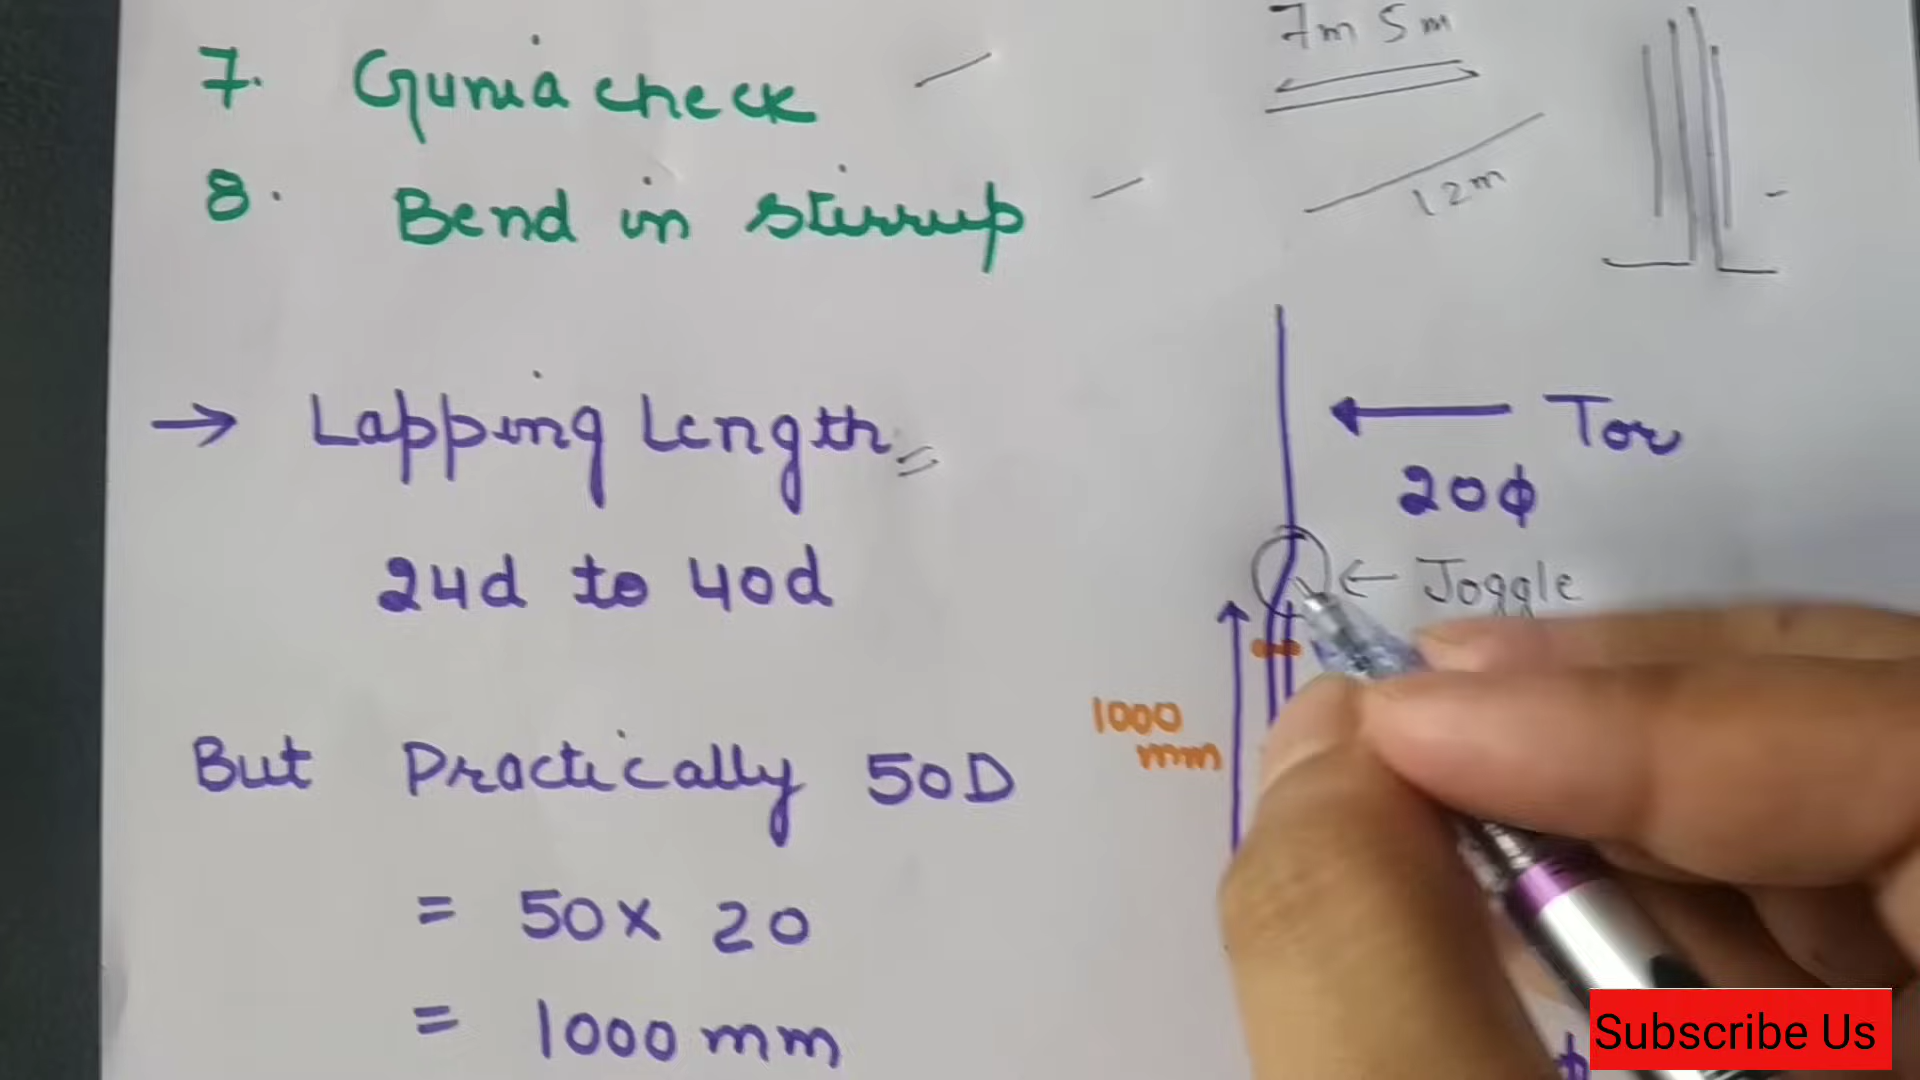 7m 5m
7. Gunia check
12m
8. Bend in stirrup
→ Lapping Length =
Tor
20φ
24d to 40d
← Joggle
1000
mm
But Practically 50D
= 50 x 20
= 1000 mm
Subscribe Us